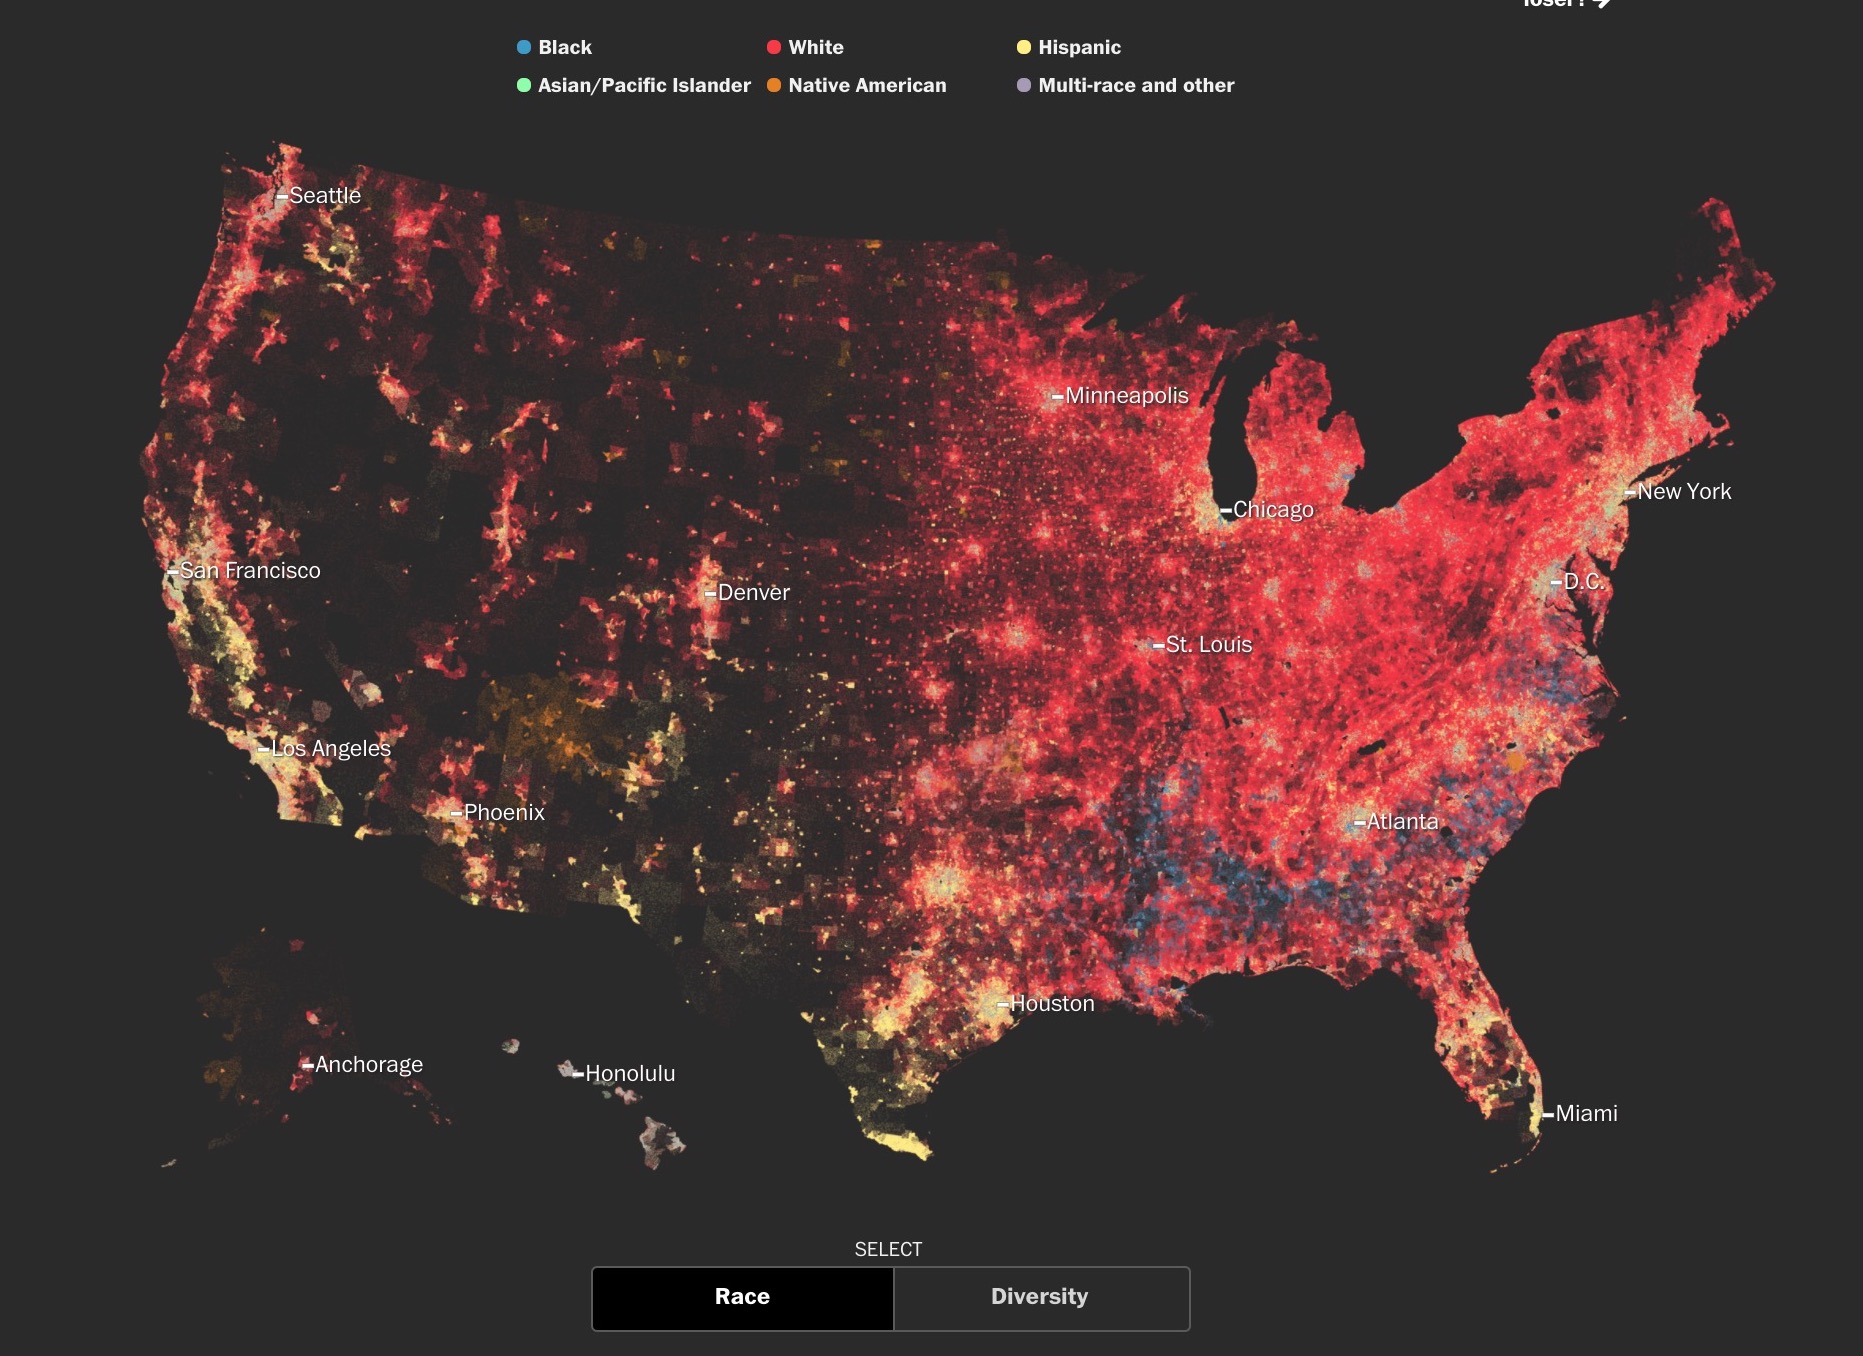 loser? →
Black White Hispanic
Asian/Pacific Islander Native American Multi-race and other
Seattle
Minneapolis
New York
Chicago
San Francisco
D.C.
Denver
St. Louis
Los Angeles
Phoenix
Atlanta
Houston
Anchorage
Honolulu
Miami
SELECT
Race Diversity